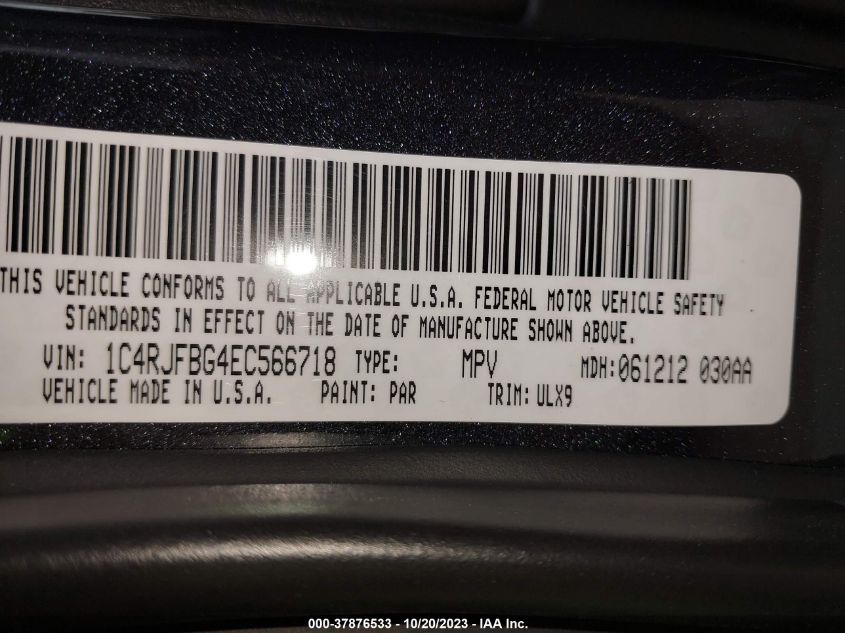 THIS VEHICLE CONFORMS TO ALL APPLICABLE U.S.A. FEDERAL MOTOR VEHICLE SAFETY
STANDARDS IN EFFECT ON THE DATE OF MANUFACTURE SHOWN ABOVE.
VIN: 1C4RJFBG4EC566718 TYPE: MPV MDH:061212 030AA
VEHICLE MADE IN U.S.A. PAINT: PAR TRIM: ULX9
000-37876533 - 10/20/2023 - IAA Inc.